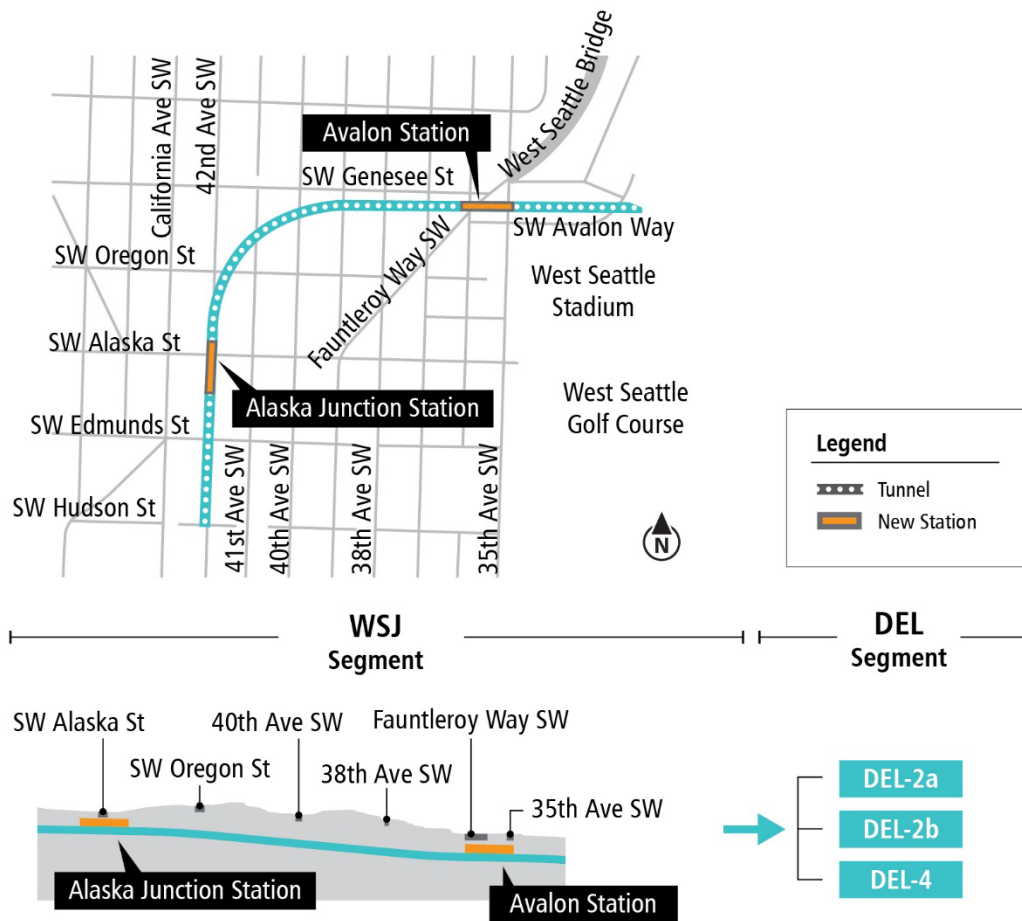 California Ave SW
42nd Ave SW
West Seattle Bridge
Avalon Station
SW Genesee St
SW Avalon Way
SW Oregon St
Fauntleroy Way SW
West Seattle
Stadium
SW Alaska St
Alaska Junction Station
West Seattle
Golf Course
SW Edmunds St
SW Hudson St
41st Ave SW
40th Ave SW
38th Ave SW
35th Ave SW
N
Legend
Tunnel
New Station
WSJ
Segment
DEL
Segment
SW Alaska St
40th Ave SW
Fauntleroy Way SW
SW Oregon St
38th Ave SW
35th Ave SW
Alaska Junction Station
Avalon Station
DEL-2a
DEL-2b
DEL-4